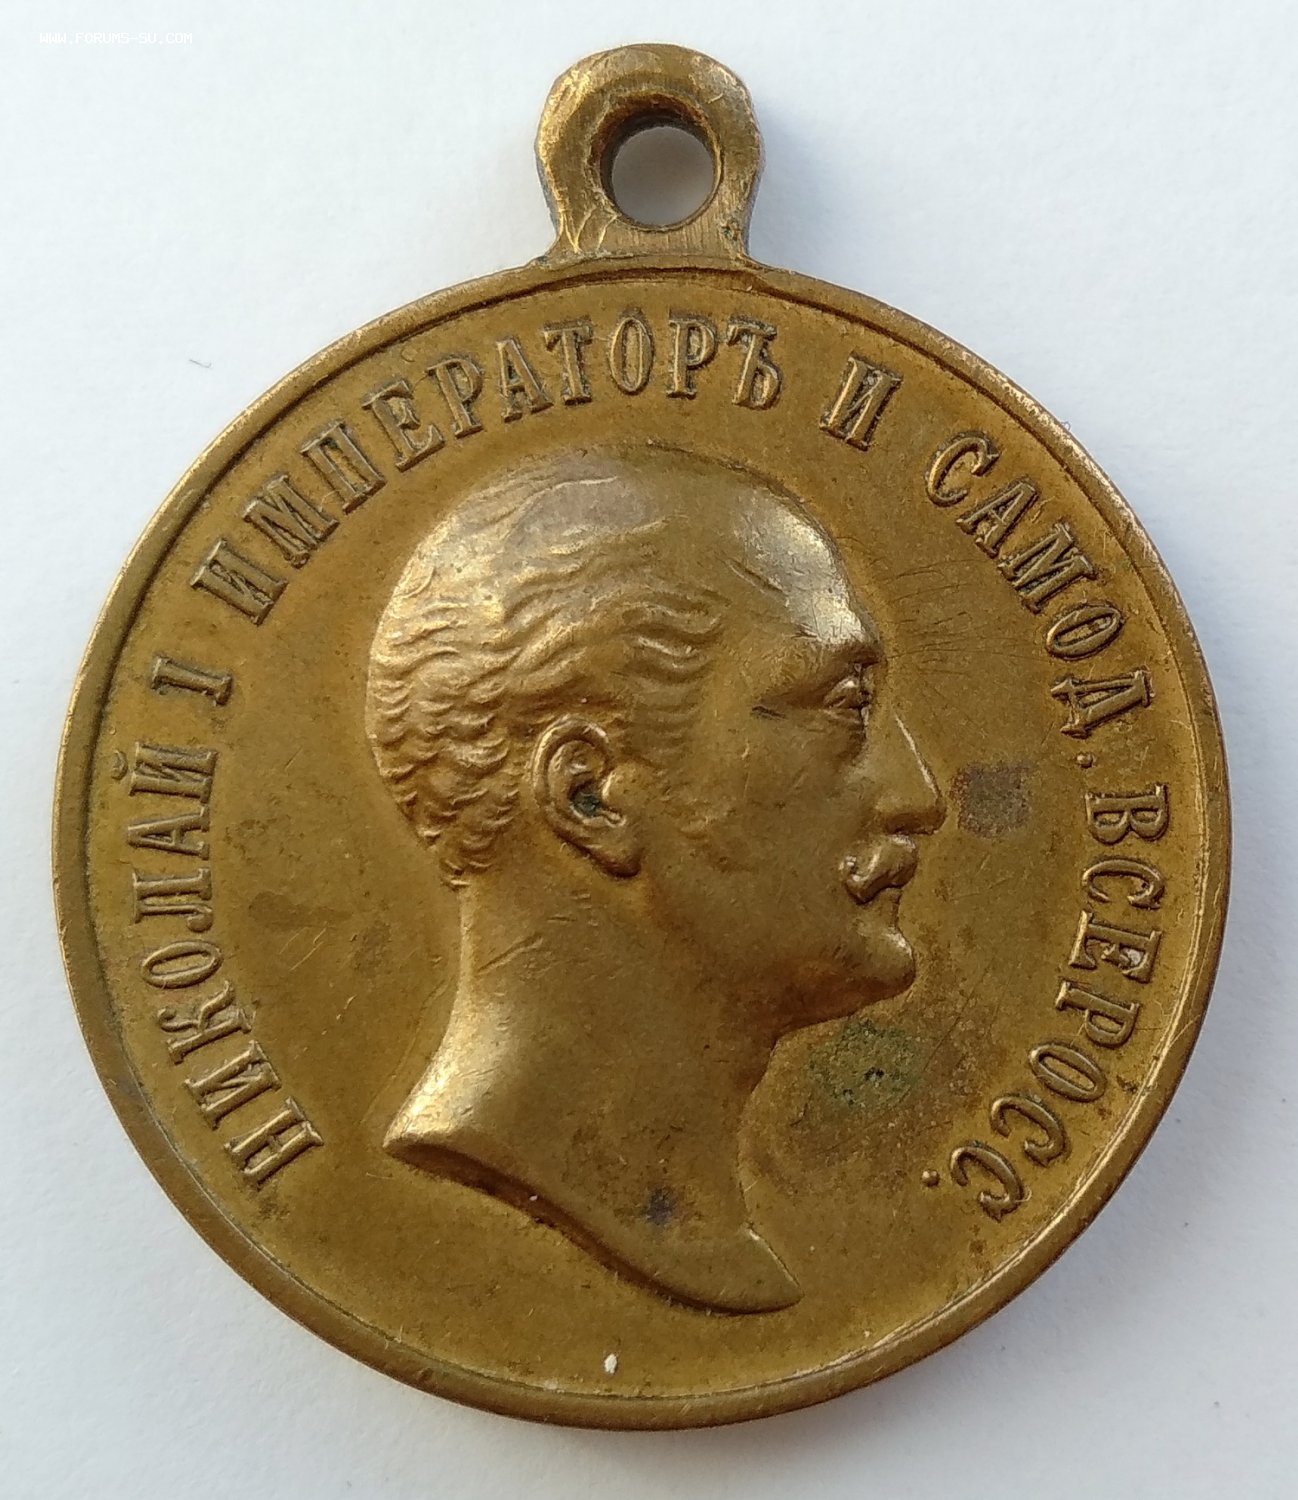 WWW.FORUMS-SU.COM
НИКОЛАЙ I ИМПЕРАТОРЪ И САМОД. ВСЕРОСС.